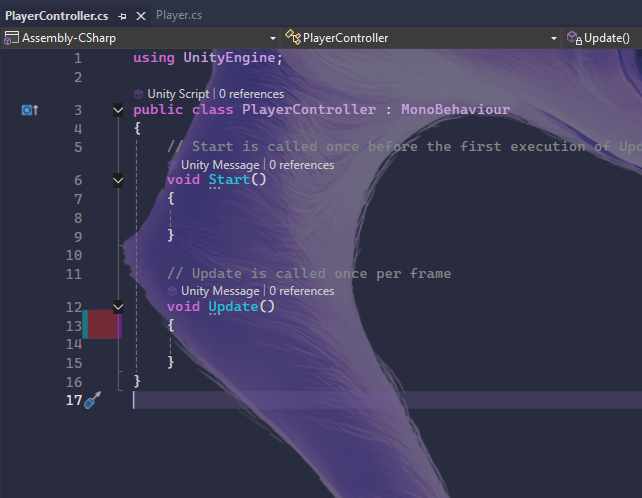 PlayerController.cs Player.cs
Assembly-CSharp PlayerController Update()
1 using UnityEngine;
2
Unity Script | 0 references
3 public class PlayerController : MonoBehaviour
4 {
5 // Start is called once before the first execution of Upd
Unity Message | 0 references
6 void Start()
7 {
8
9 }
10
11 // Update is called once per frame
Unity Message | 0 references
12 void Update()
13 {
14
15 }
16 }
17